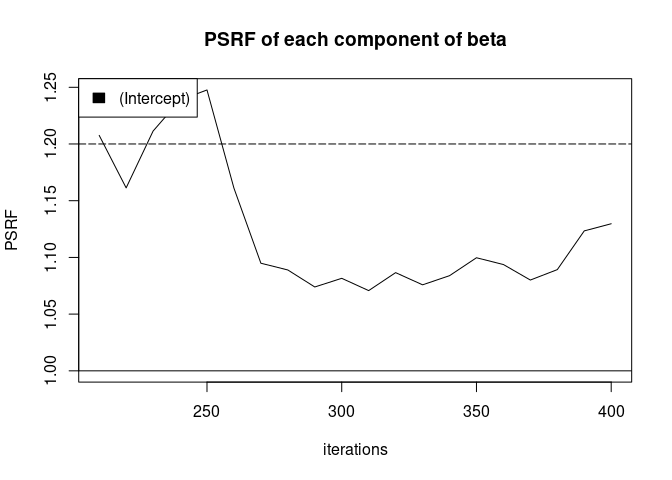 PSRF of each component of beta
(Intercept)
PSRF
1.25
1.20
1.15
1.10
1.05
1.00
250 300 350 400
iterations